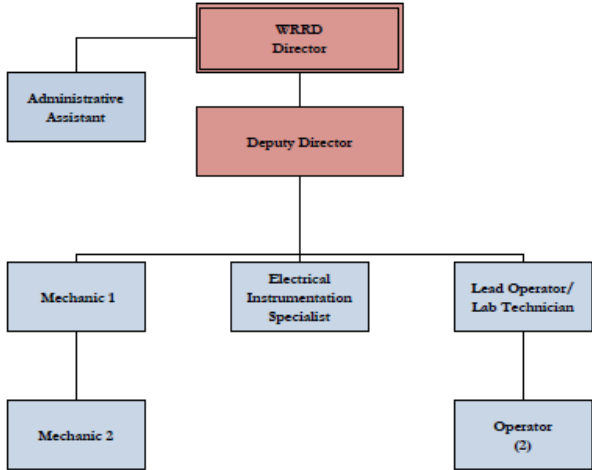 WRRD
Director
Administrative
Assistant
Deputy Director
Mechanic 1
Electrical
Instrumentation
Specialist
Lead Operator/
Lab Technician
Mechanic 2
Operator
(2)